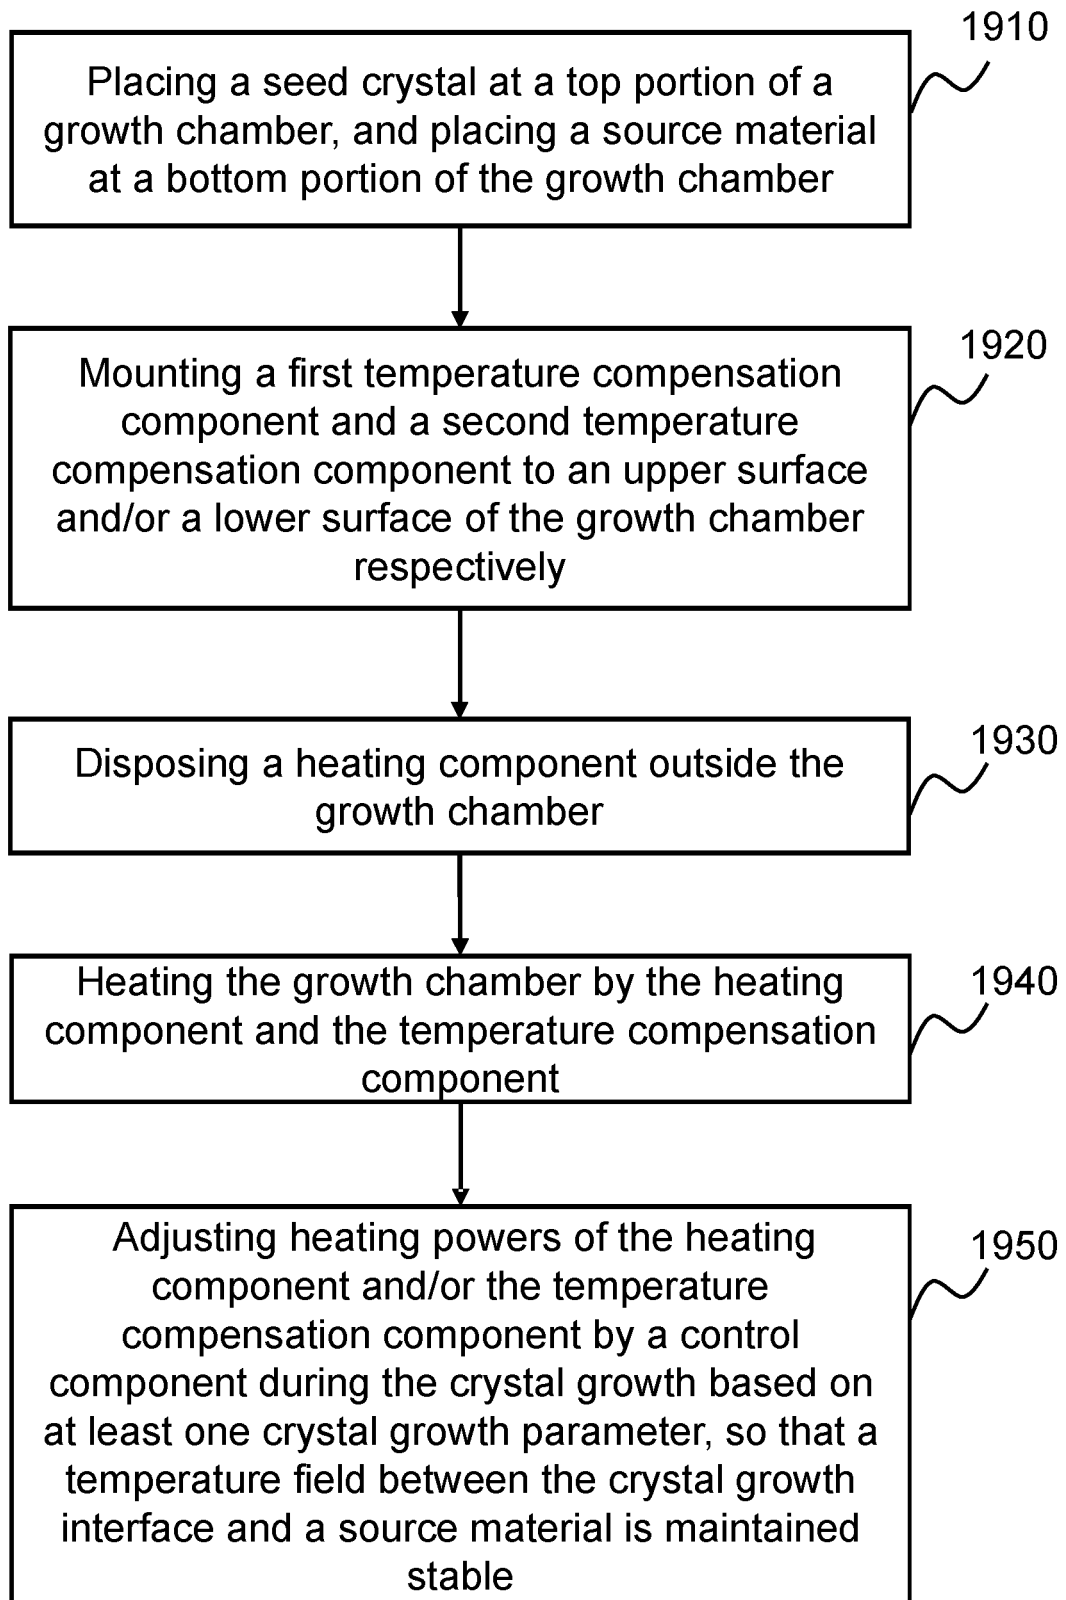 1910
Placing a seed crystal at a top portion of a
growth chamber, and placing a source material
at a bottom portion of the growth chamber
1920
Mounting a first temperature compensation
component and a second temperature
compensation component to an upper surface
and/or a lower surface of the growth chamber
respectively
1930
Disposing a heating component outside the
growth chamber
1940
Heating the growth chamber by the heating
component and the temperature compensation
component
1950
Adjusting heating powers of the heating
component and/or the temperature
compensation component by a control
component during the crystal growth based on
at least one crystal growth parameter, so that a
temperature field between the crystal growth
interface and a source material is maintained
stable